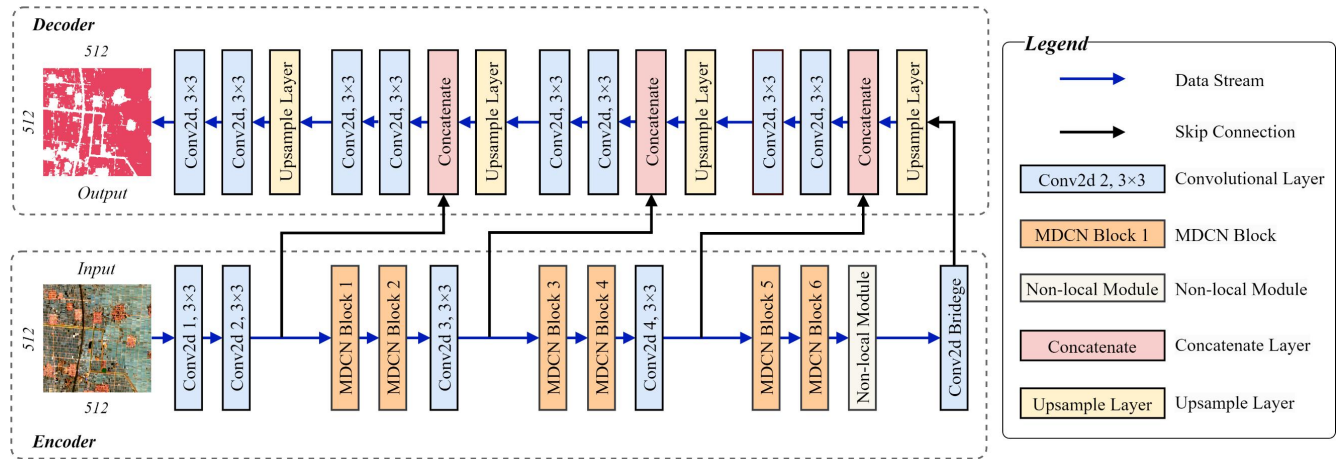 Decoder
512
512
Output
Conv2d, 3×3
Conv2d, 3×3
Upsample Layer
Conv2d, 3×3
Conv2d, 3×3
Concatenate
Upsample Layer
Conv2d, 3×3
Conv2d, 3×3
Concatenate
Upsample Layer
Conv2d, 3×3
Conv2d, 3×3
Concatenate
Upsample Layer
Input
512
512
Encoder
Conv2d 1, 3×3
Conv2d 2, 3×3
MDCN Block 1
MDCN Block 2
Conv2d 3, 3×3
MDCN Block 3
MDCN Block 4
Conv2d 4, 3×3
MDCN Block 5
MDCN Block 6
Non-local Module
Conv2d Bridege
Legend
Data Stream
Skip Connection
Conv2d 2, 3×3 Convolutional Layer
MDCN Block 1 MDCN Block
Non-local Module Non-local Module
Concatenate Concatenate Layer
Upsample Layer Upsample Layer